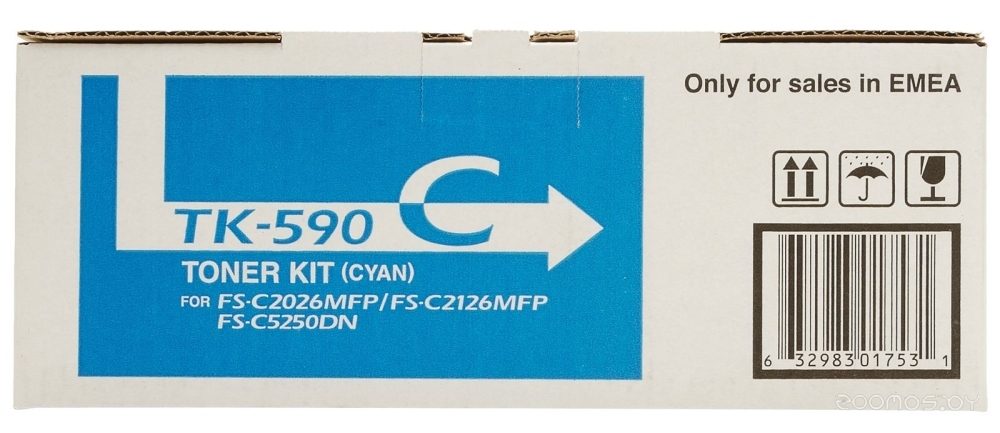 Only for sales in EMEA
C
TK-590
TONER KIT (CYAN)
FOR FS-C2026MFP/FS-C2126MFP
FS-C5250DN
6 32983 01753 1
zoomos.by